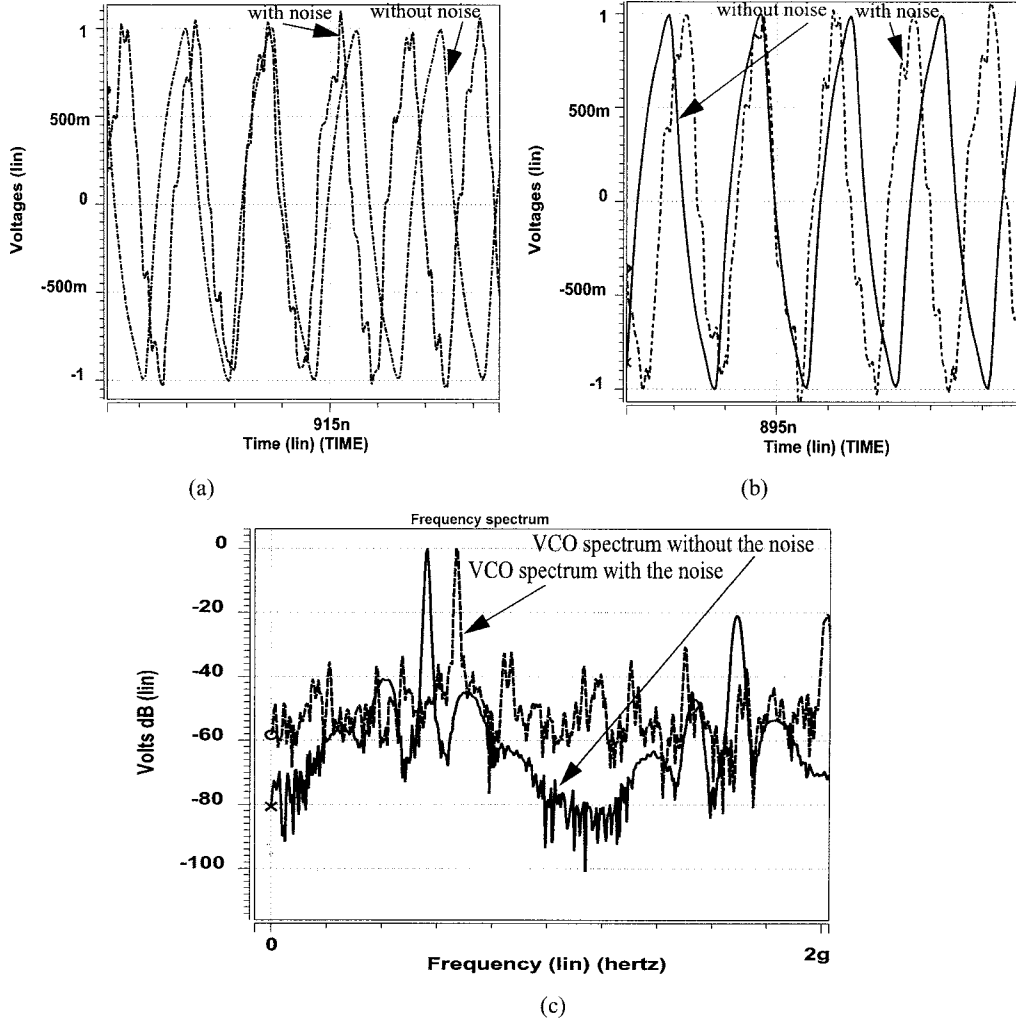 with noise without noise
1
500m
0
-500m
-1
Voltages (lin)
915n
Time (lin) (TIME)
(a)
without noise with noise
1
500m
0
-500m
-1
Voltages (lin)
895n
Time (lin) (TIME)
(b)
Frequency spectrum
VCO spectrum without the noise
VCO spectrum with the noise
0
-20
-40
-60
-80
-100
Volts dB (lin)
0 2g
Frequency (lin) (hertz)
(c)